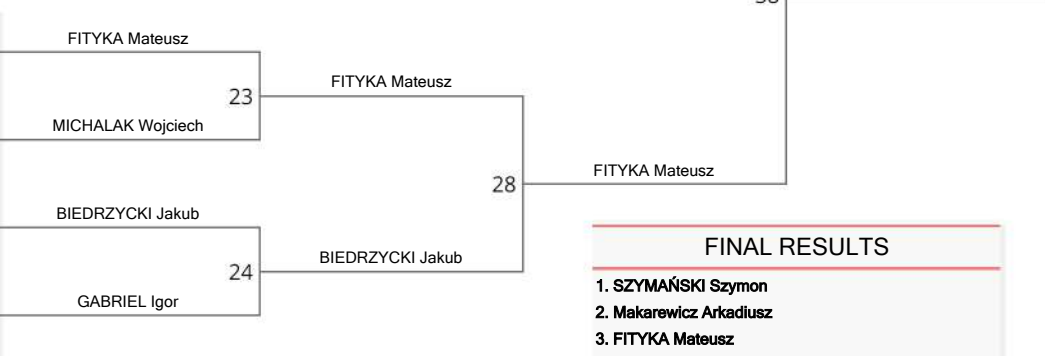 FITYKA Mateusz
23
FITYKA Mateusz
MICHALAK Wojciech
28
FITYKA Mateusz
BIEDRZYCKI Jakub
24
BIEDRZYCKI Jakub
GABRIEL Igor
FINAL RESULTS
1. SZYMAŃSKI Szymon
2. Makarewicz Arkadiusz
3. FITYKA Mateusz